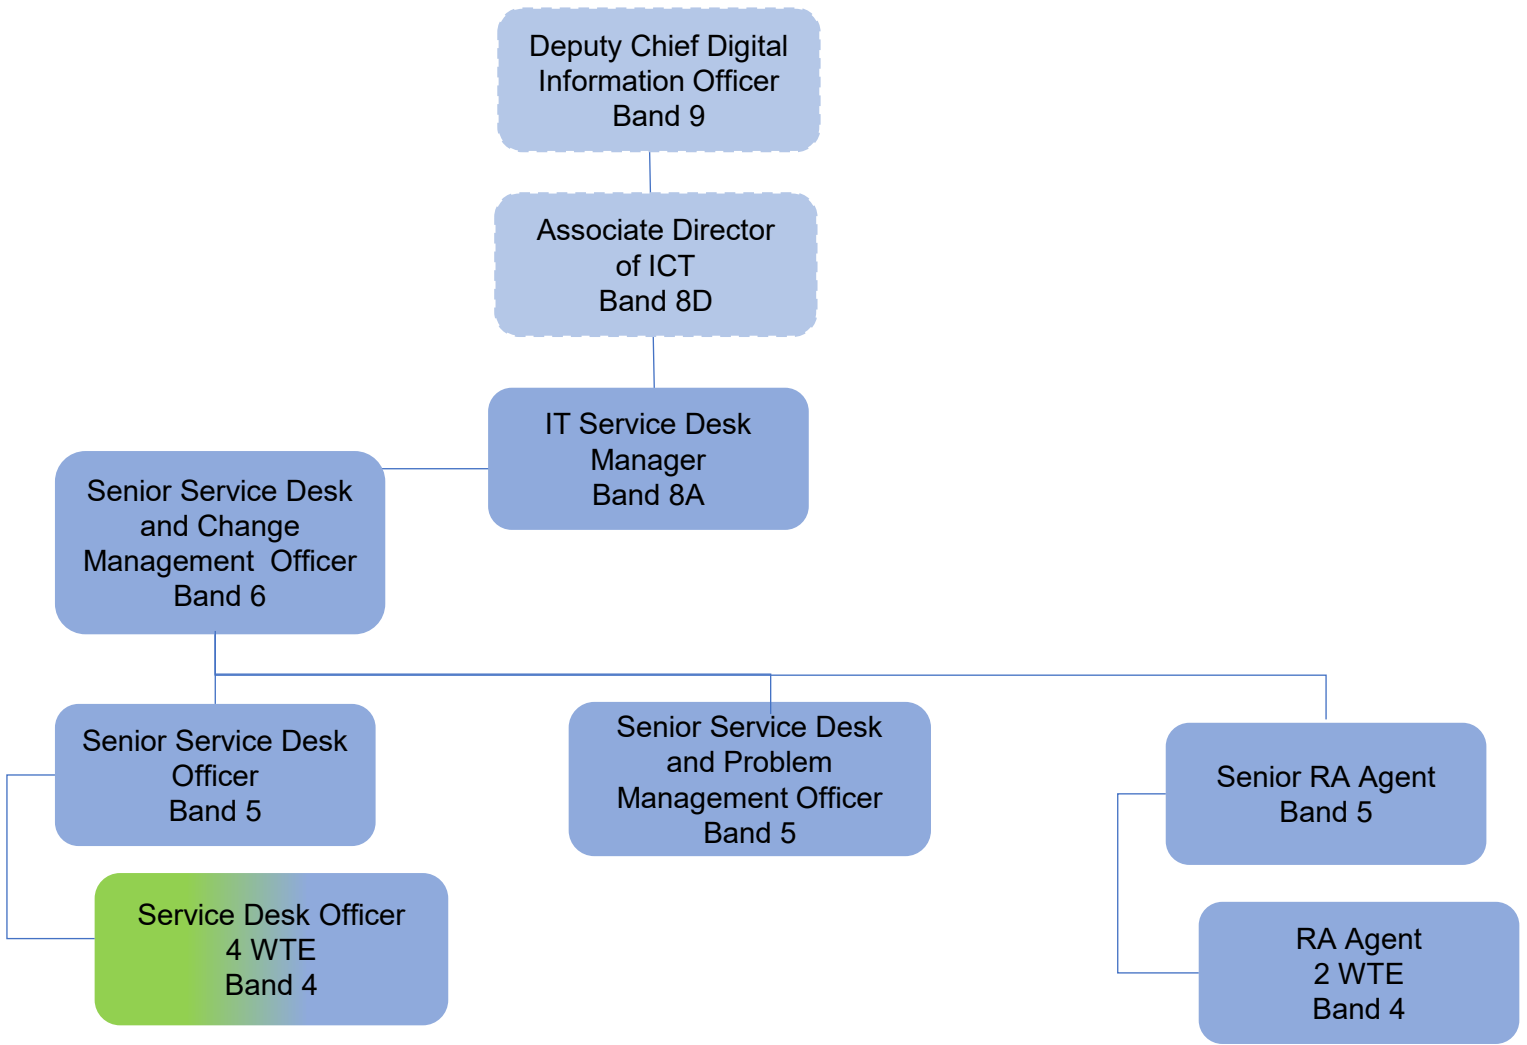 Deputy Chief Digital
Information Officer
Band 9
Associate Director
of ICT
Band 8D
IT Service Desk
Manager
Band 8A
Senior Service Desk
and Change
Management  Officer
Band 6
Senior Service Desk
Officer
Band 5
Senior Service Desk
and Problem
Management Officer
Band 5
Senior RA Agent
Band 5
Service Desk Officer
4 WTE
Band 4
RA Agent
2 WTE
Band 4